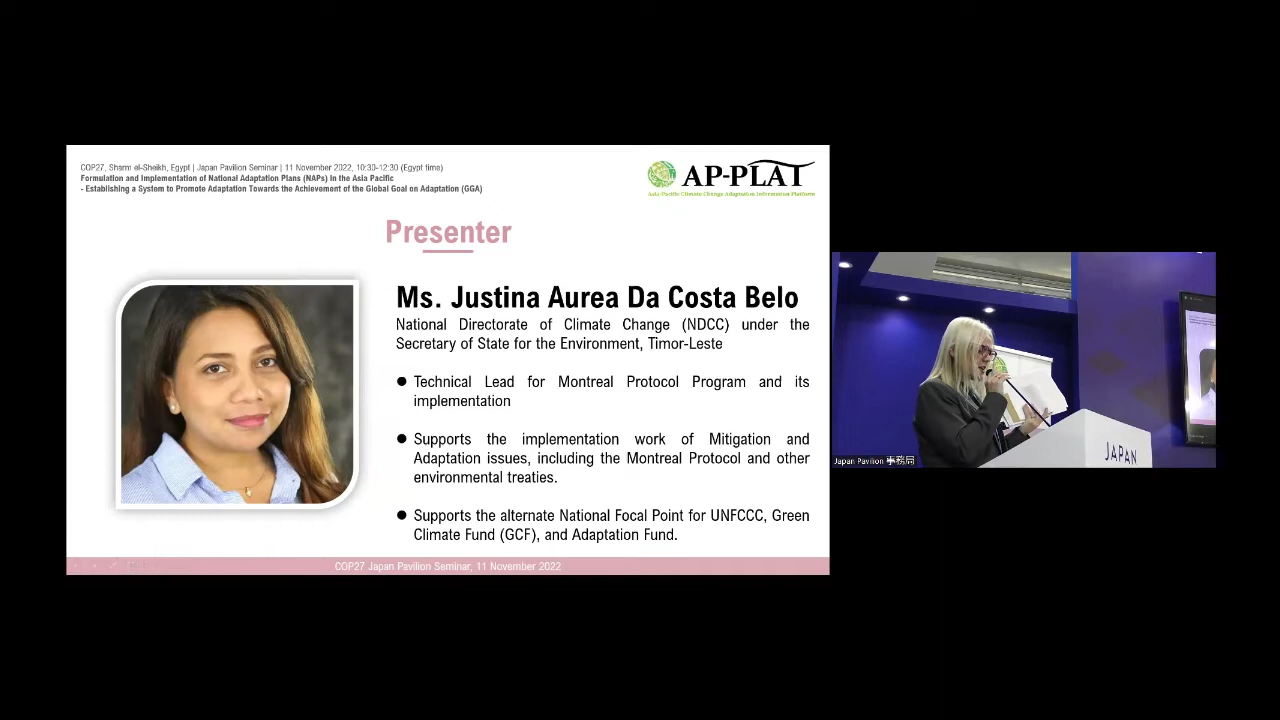 COP27, Sharm el-Sheikh, Egypt | Japan Pavilion Seminar | 11 November 2022, 10:30-12:30 (Egypt time)
Formulation and Implementation of National Adaptation Plans (NAPs) in the Asia Pacific
- Establishing a System to Promote Adaptation Towards the Achievement of the Global Goal on Adaptation (GGA)
AP-PLAT
Asia-Pacific Climate Change Adaptation Information Platform
Presenter
Ms. Justina Aurea Da Costa Belo
National Directorate of Climate Change (NDCC) under the
Secretary of State for the Environment, Timor-Leste
● Technical Lead for Montreal Protocol Program and its
implementation
● Supports the implementation work of Mitigation and
Adaptation issues, including the Montreal Protocol and other
environmental treaties.
● Supports the alternate National Focal Point for UNFCCC, Green
Climate Fund (GCF), and Adaptation Fund.
COP27 Japan Pavilion Seminar, 11 November 2022
JAPAN
Japan Pavilion 事務局